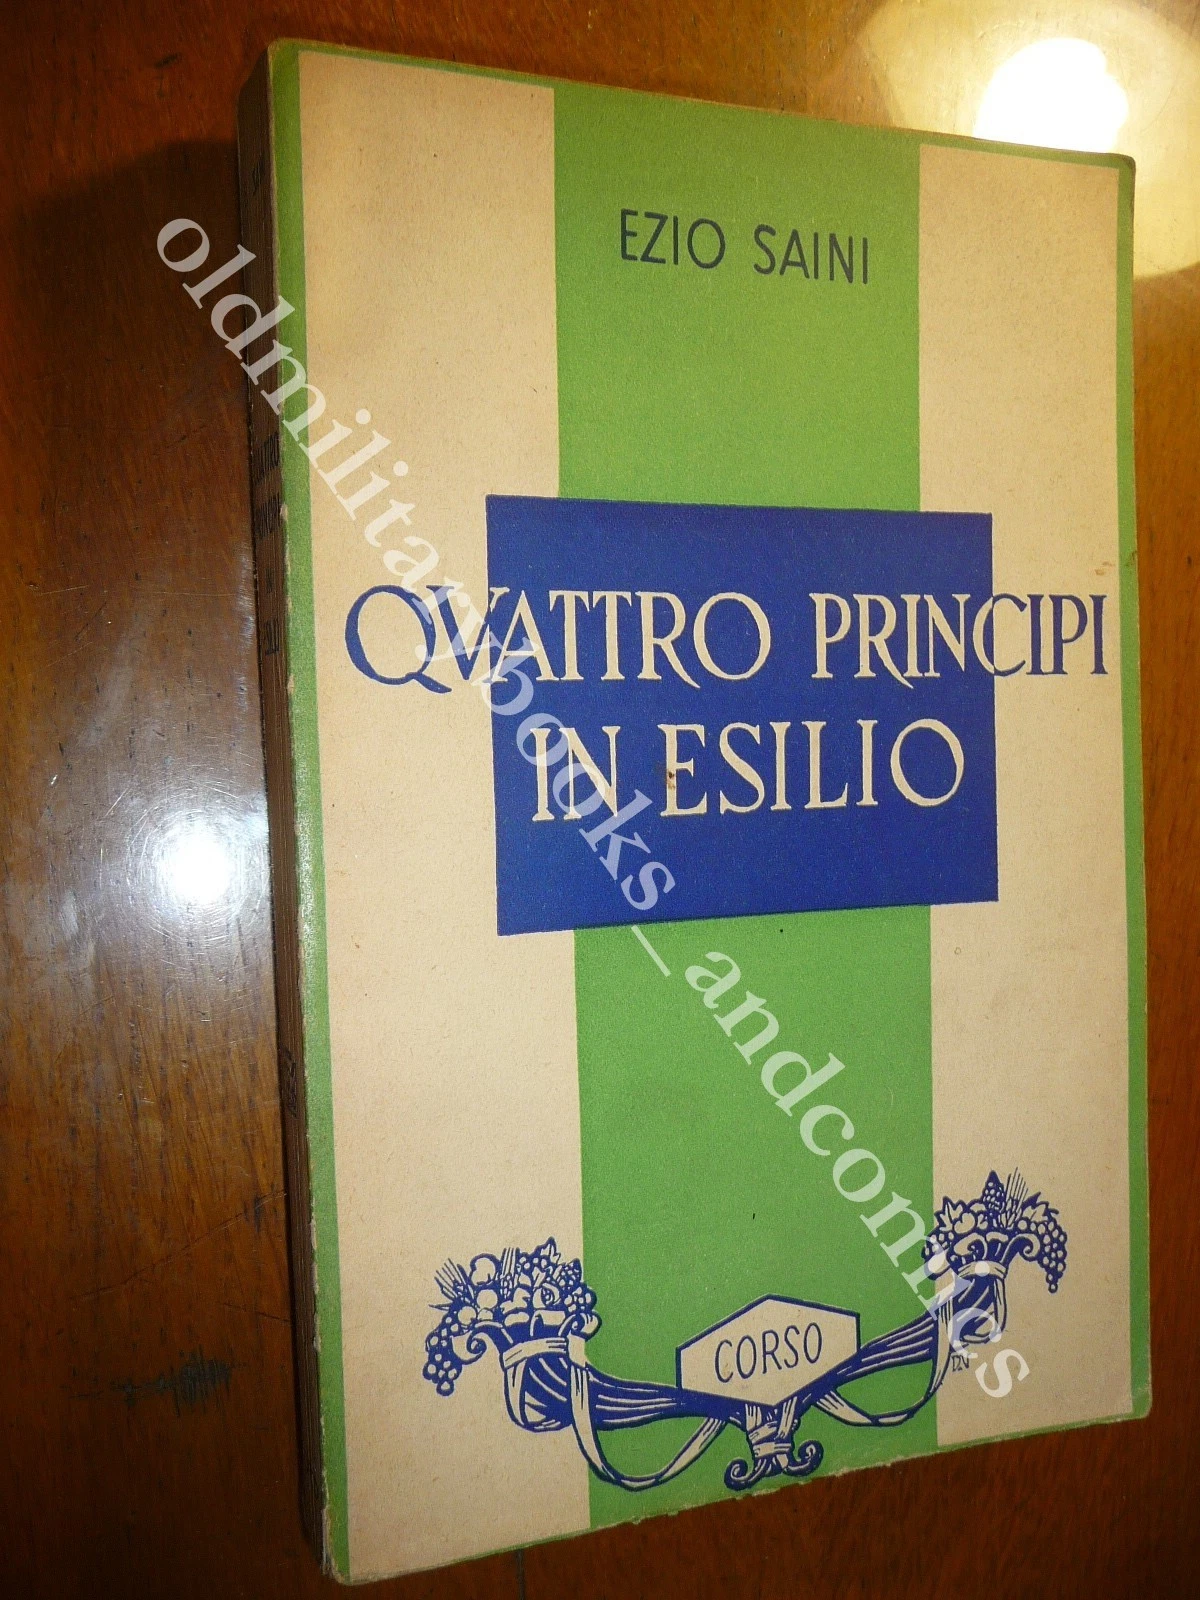 EZIO SAINI
QVATTRO PRINCIPI
IN ESILIO
CORSO
oldmilitarybooks_andcomics